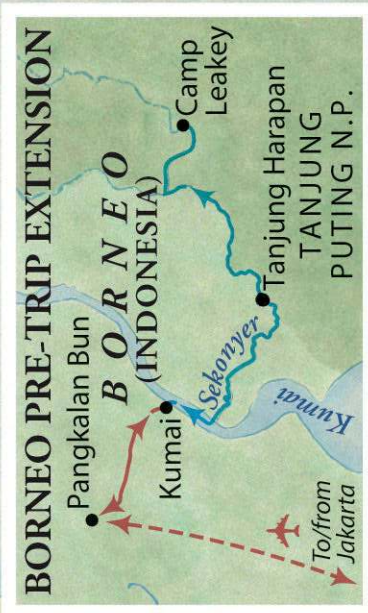 BORNEO PRE-TRIP EXTENSION
Pangkalan Bun
B O R N E O
(INDONESIA)
Camp
Leakey
Kumai
Sekonyer
Tanjung Harapan
TANJUNG
PUTING N.P.
Kumai
To/from
Jakarta